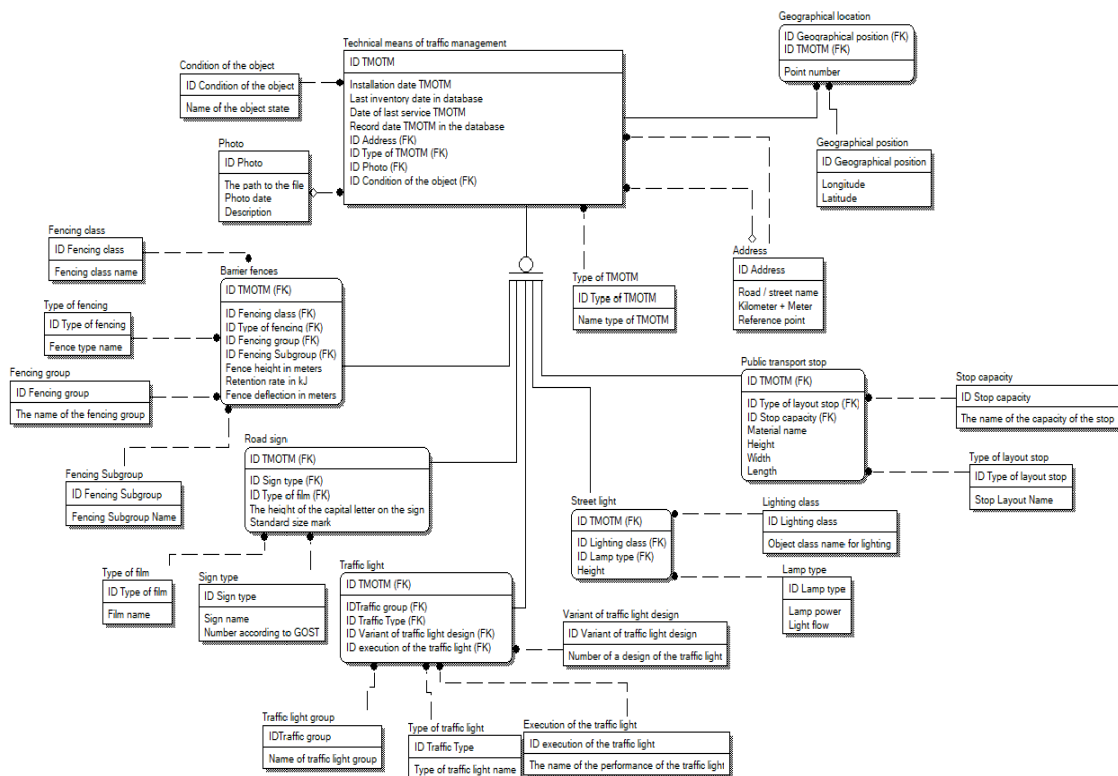 Geographical location
ID Geographical position (FK)
ID TMOTM (FK)
Point number
Technical means of traffic management
ID TMOTM
Installation date TMOTM
Last inventory date in database
Date of last service TMOTM
Record date TMOTM in the database
ID Address (FK)
ID Type of TMOTM (FK)
ID Photo (FK)
ID Condition of the object (FK)
Condition of the object
ID Condition of the object
Name of the object state
Photo
ID Photo
The path to the file
Photo date
Description
Geographical position
ID Geographical position
Longitude
Latitude
Fencing class
ID Fencing class
Fencing class name
Barrier fences
ID TMOTM (FK)
ID Fencing class (FK)
ID Type of fencing (FK)
ID Fencing group (FK)
ID Fencing Subgroup (FK)
Fence height in meters
Retention rate in kJ
Fence deflection in meters
Type of TMOTM
ID Type of TMOTM
Name type of TMOTM
Address
ID Address
Road / street name
Kilometer + Meter
Reference point
Type of fencing
ID Type of fencing
Fence type name
Fencing group
ID Fencing group
The name of the fencing group
Public transport stop
ID TMOTM (FK)
ID Type of layout stop (FK)
ID Stop capacity (FK)
Material name
Height
Width
Length
Stop capacity
ID Stop capacity
The name of the capacity of the stop
Type of layout stop
ID Type of layout stop
Stop Layout Name
Fencing Subgroup
ID Fencing Subgroup
Fencing Subgroup Name
Road sign
ID TMOTM (FK)
ID Sign type (FK)
ID Type of film (FK)
The height of the capital letter on the sign
Standard size mark
Street light
ID TMOTM (FK)
ID Lighting class (FK)
ID Lamp type (FK)
Height
Lighting class
ID Lighting class
Object class name for lighting
Lamp type
ID Lamp type
Lamp power
Light flow
Type of film
ID Type of film
Film name
Sign type
ID Sign type
Sign name
Number according to GOST
Traffic light
ID TMOTM (FK)
IDTraffic group (FK)
ID Traffic Type (FK)
ID Variant of traffic light design (FK)
ID execution of the traffic light (FK)
Variant of traffic light design
ID Variant of traffic light design
Number of a design of the traffic light
Traffic light group
IDTraffic group
Name of traffic light group
Type of traffic light
ID Traffic Type
Type of traffic light name
Execution of the traffic light
ID execution of the traffic light
The name of the performance of the traffic light